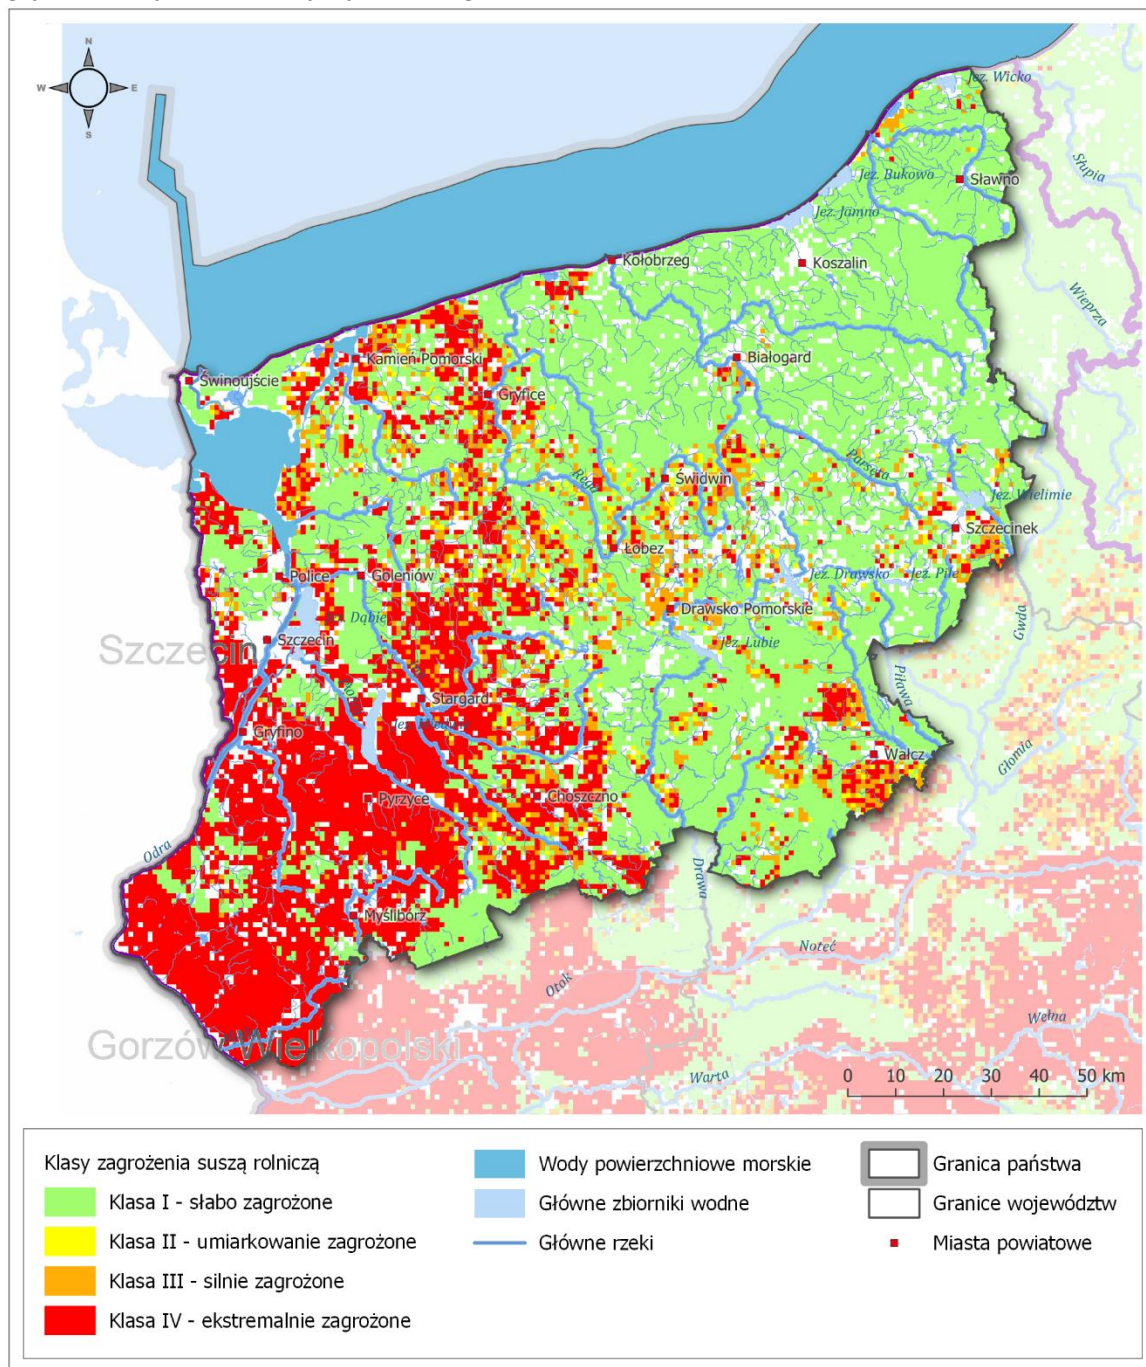 N
W E
S
Jez. Wicko
Słupia
Jez. Bukowo
Sławno
Jez. Jamno
Kołobrzeg
Koszalin
Wieprza
Kamień Pomorski
Białogard
Świnoujście
Gryfice
Parsęta
Rega
Świdwin
Jez. Wielimie
Szczecinek
Łobez
Police
Goleniów
Jez. Drawsko
Jez. Pile
Drawsko Pomorskie
Gwda
Dąbie
Szczecin
Szczecin
Jez. Lubie
Piława
Stargard
Gryfino
Wałcz
Głomia
Pyrzyce
Choszczno
Odra
Drawa
Myślibórz
Noteć
Otok
Wełna
Gorzów Wielkopolski
Warta
0 10 20 30 40 50 km
Klasy zagrożenia suszą rolniczą
Klasa I - słabo zagrożone
Klasa II - umiarkowanie zagrożone
Klasa III - silnie zagrożone
Klasa IV - ekstremalnie zagrożone
Wody powierzchniowe morskie
Główne zbiorniki wodne
Główne rzeki
Granica państwa
Granice województw
Miasta powiatowe